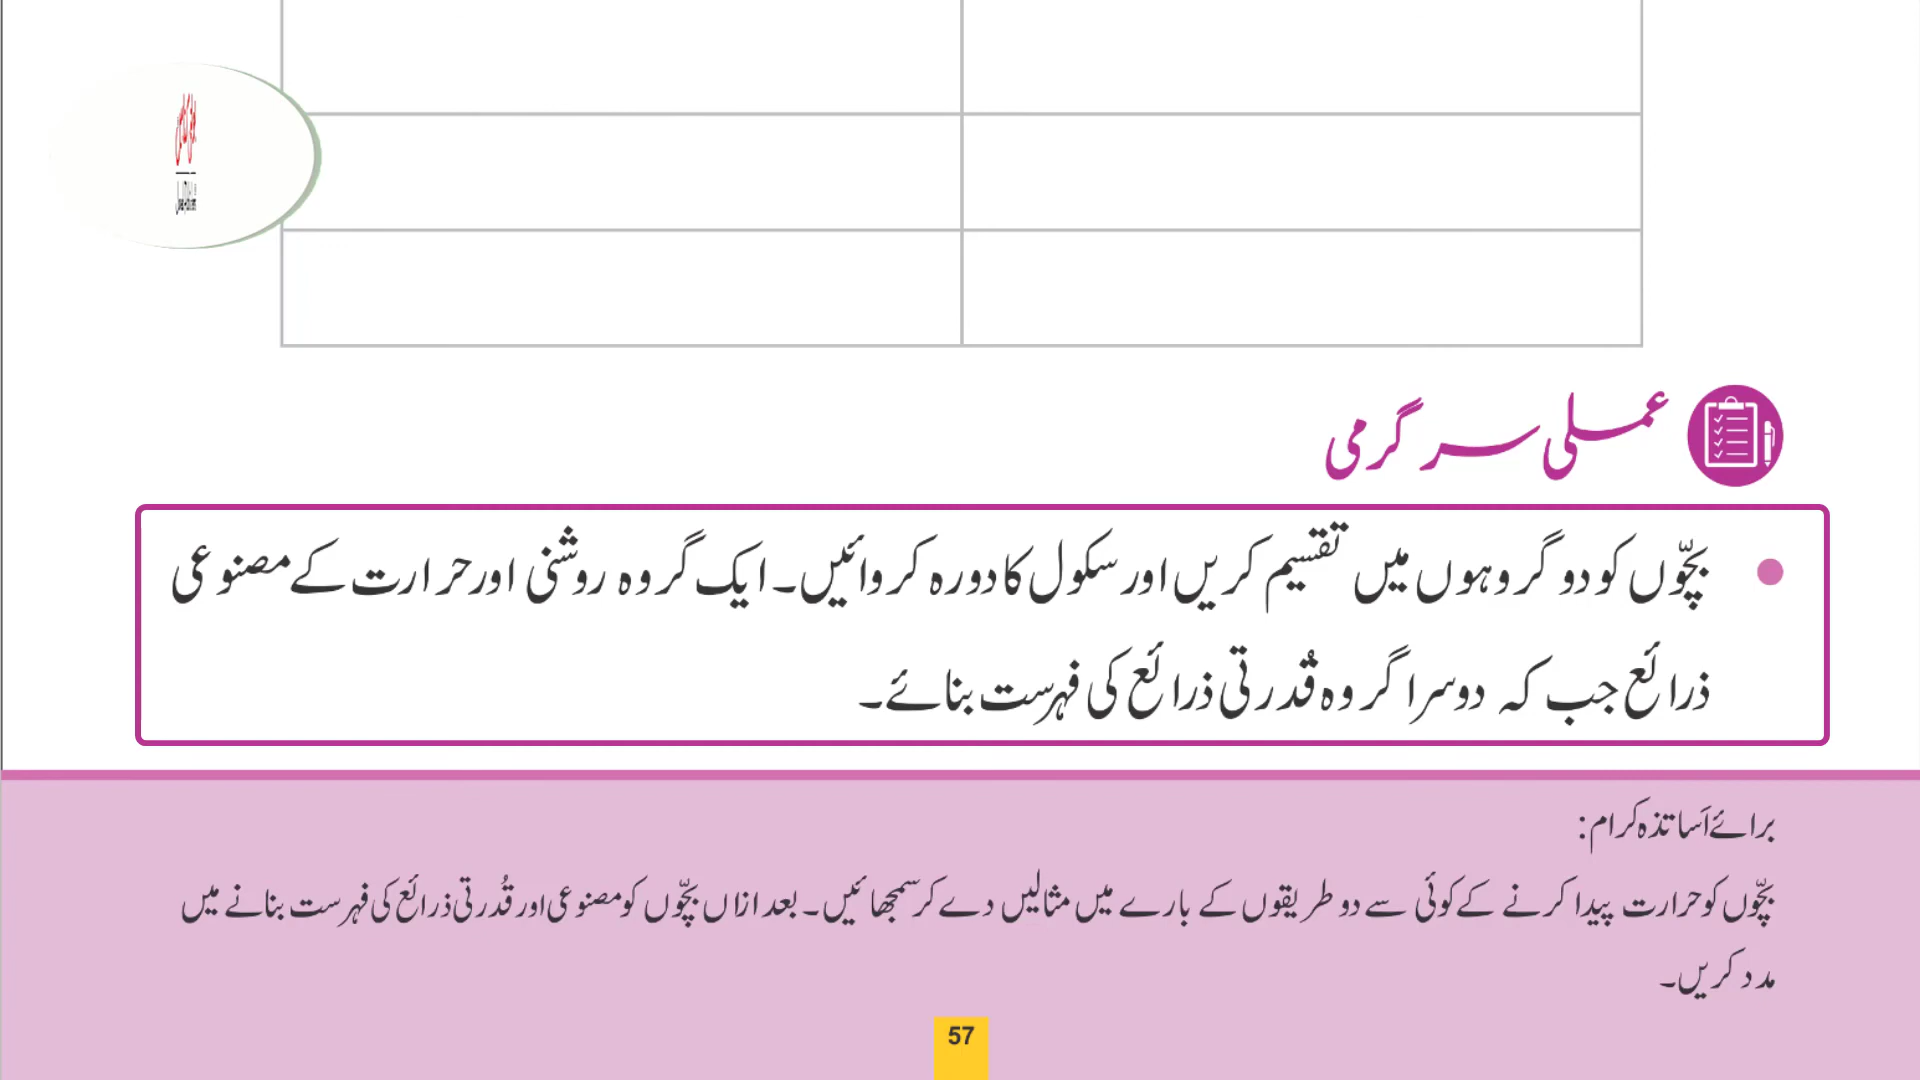 عملی سرگرمی
بچّوں کو دو گروہوں میں تقسیم کریں اور سکول کا دورہ کروائیں۔ ایک گروہ روشنی اور حرارت کے مصنوعی
ذرائع جب کہ دوسرا گروہ قُدرتی ذرائع کی فہرست بنائے۔
برائے اَساتذہ کرام:
بچّوں کو حرارت پیدا کرنے کے کوئی سے دو طریقوں کے بارے میں مثالیں دے کر سمجھائیں۔ بعد ازاں بچّوں کو مصنوعی اور قُدرتی ذرائع کی فہرست بنانے میں
مدد کریں۔
57